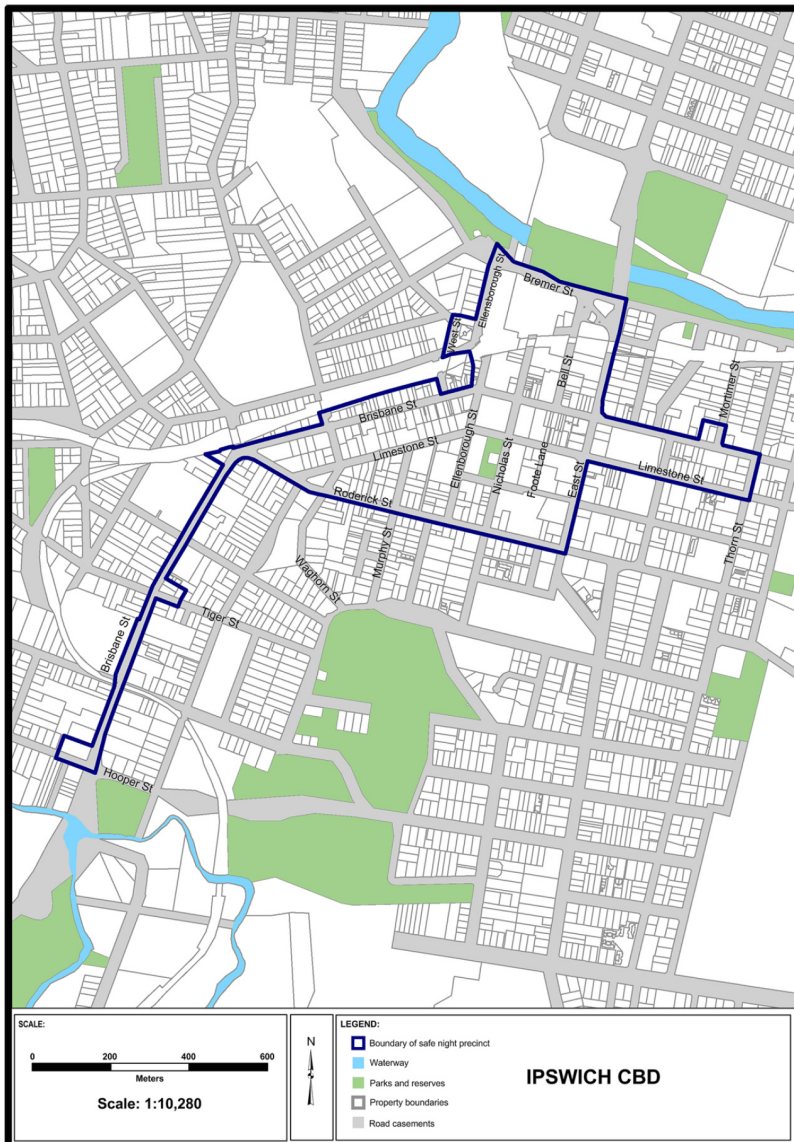 Ellensborough St
Bremer St
West St
Bell St
Mortimer St
Brisbane St
Limestone St
Ellenborough St
Nicholas St
Foote Lane
East St
Limestone St
Roderick St
Murphy St
Thorn St
Waghorn St
Tiger St
Brisbane St
Hooper St
SCALE:
0 200 400 600
Meters
Scale: 1:10,280
N
LEGEND:
Boundary of safe night precinct
Waterway
Parks and reserves
Property boundaries
Road casements
IPSWICH CBD